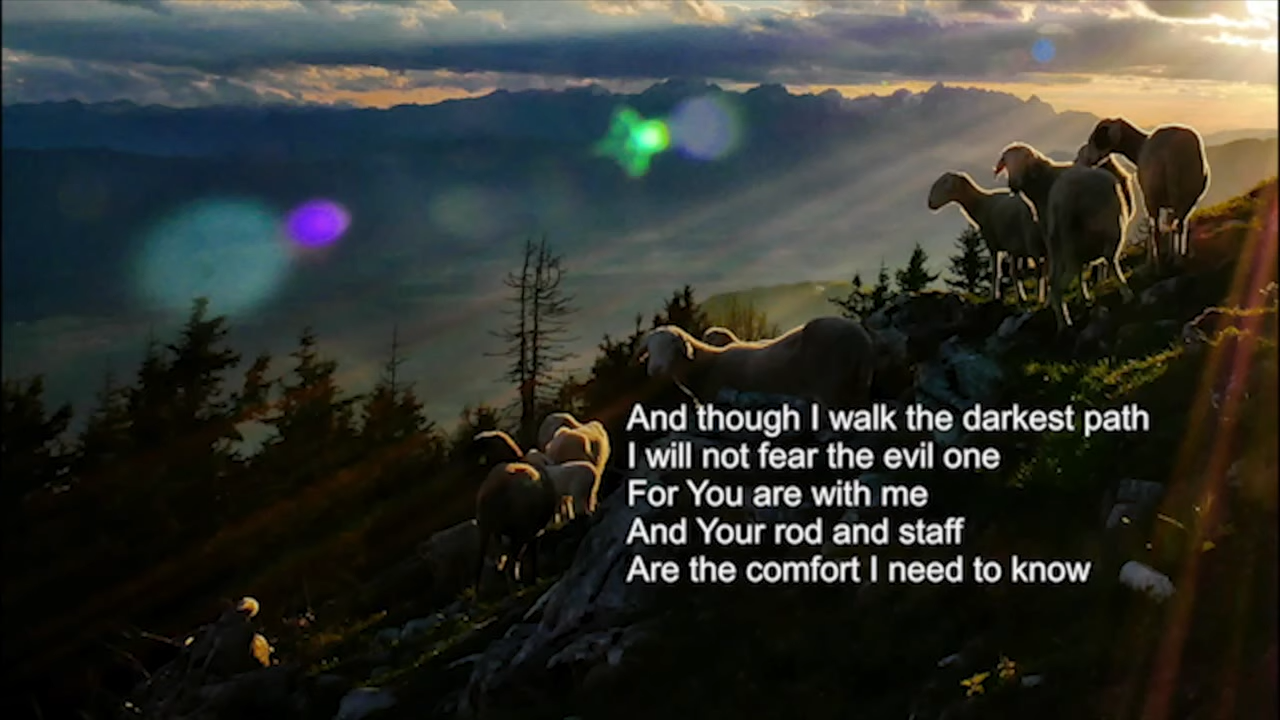 And though I walk the darkest path
I will not fear the evil one
For You are with me
And Your rod and staff
Are the comfort I need to know